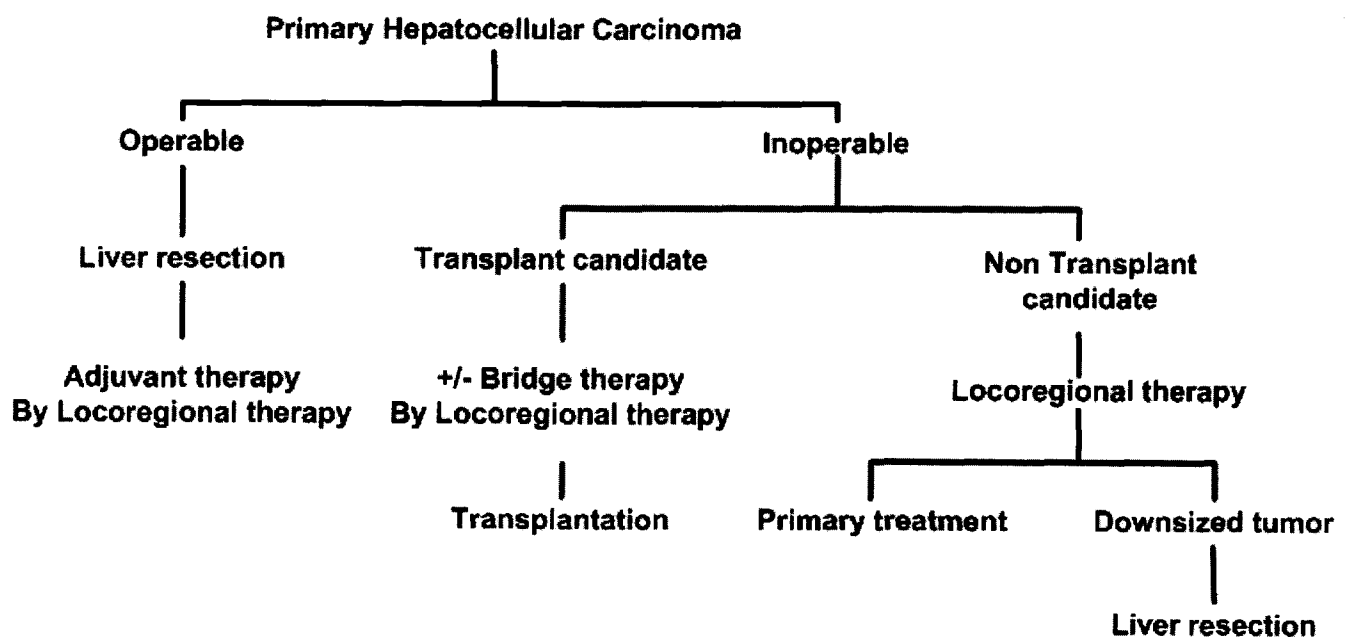 Primary Hepatocellular Carcinoma
Operable
Inoperable
Liver resection
Transplant candidate
Non Transplant
candidate
Adjuvant therapy
By Locoregional therapy
+/- Bridge therapy
By Locoregional therapy
Locoregional therapy
Transplantation
Primary treatment
Downsized tumor
Liver resection